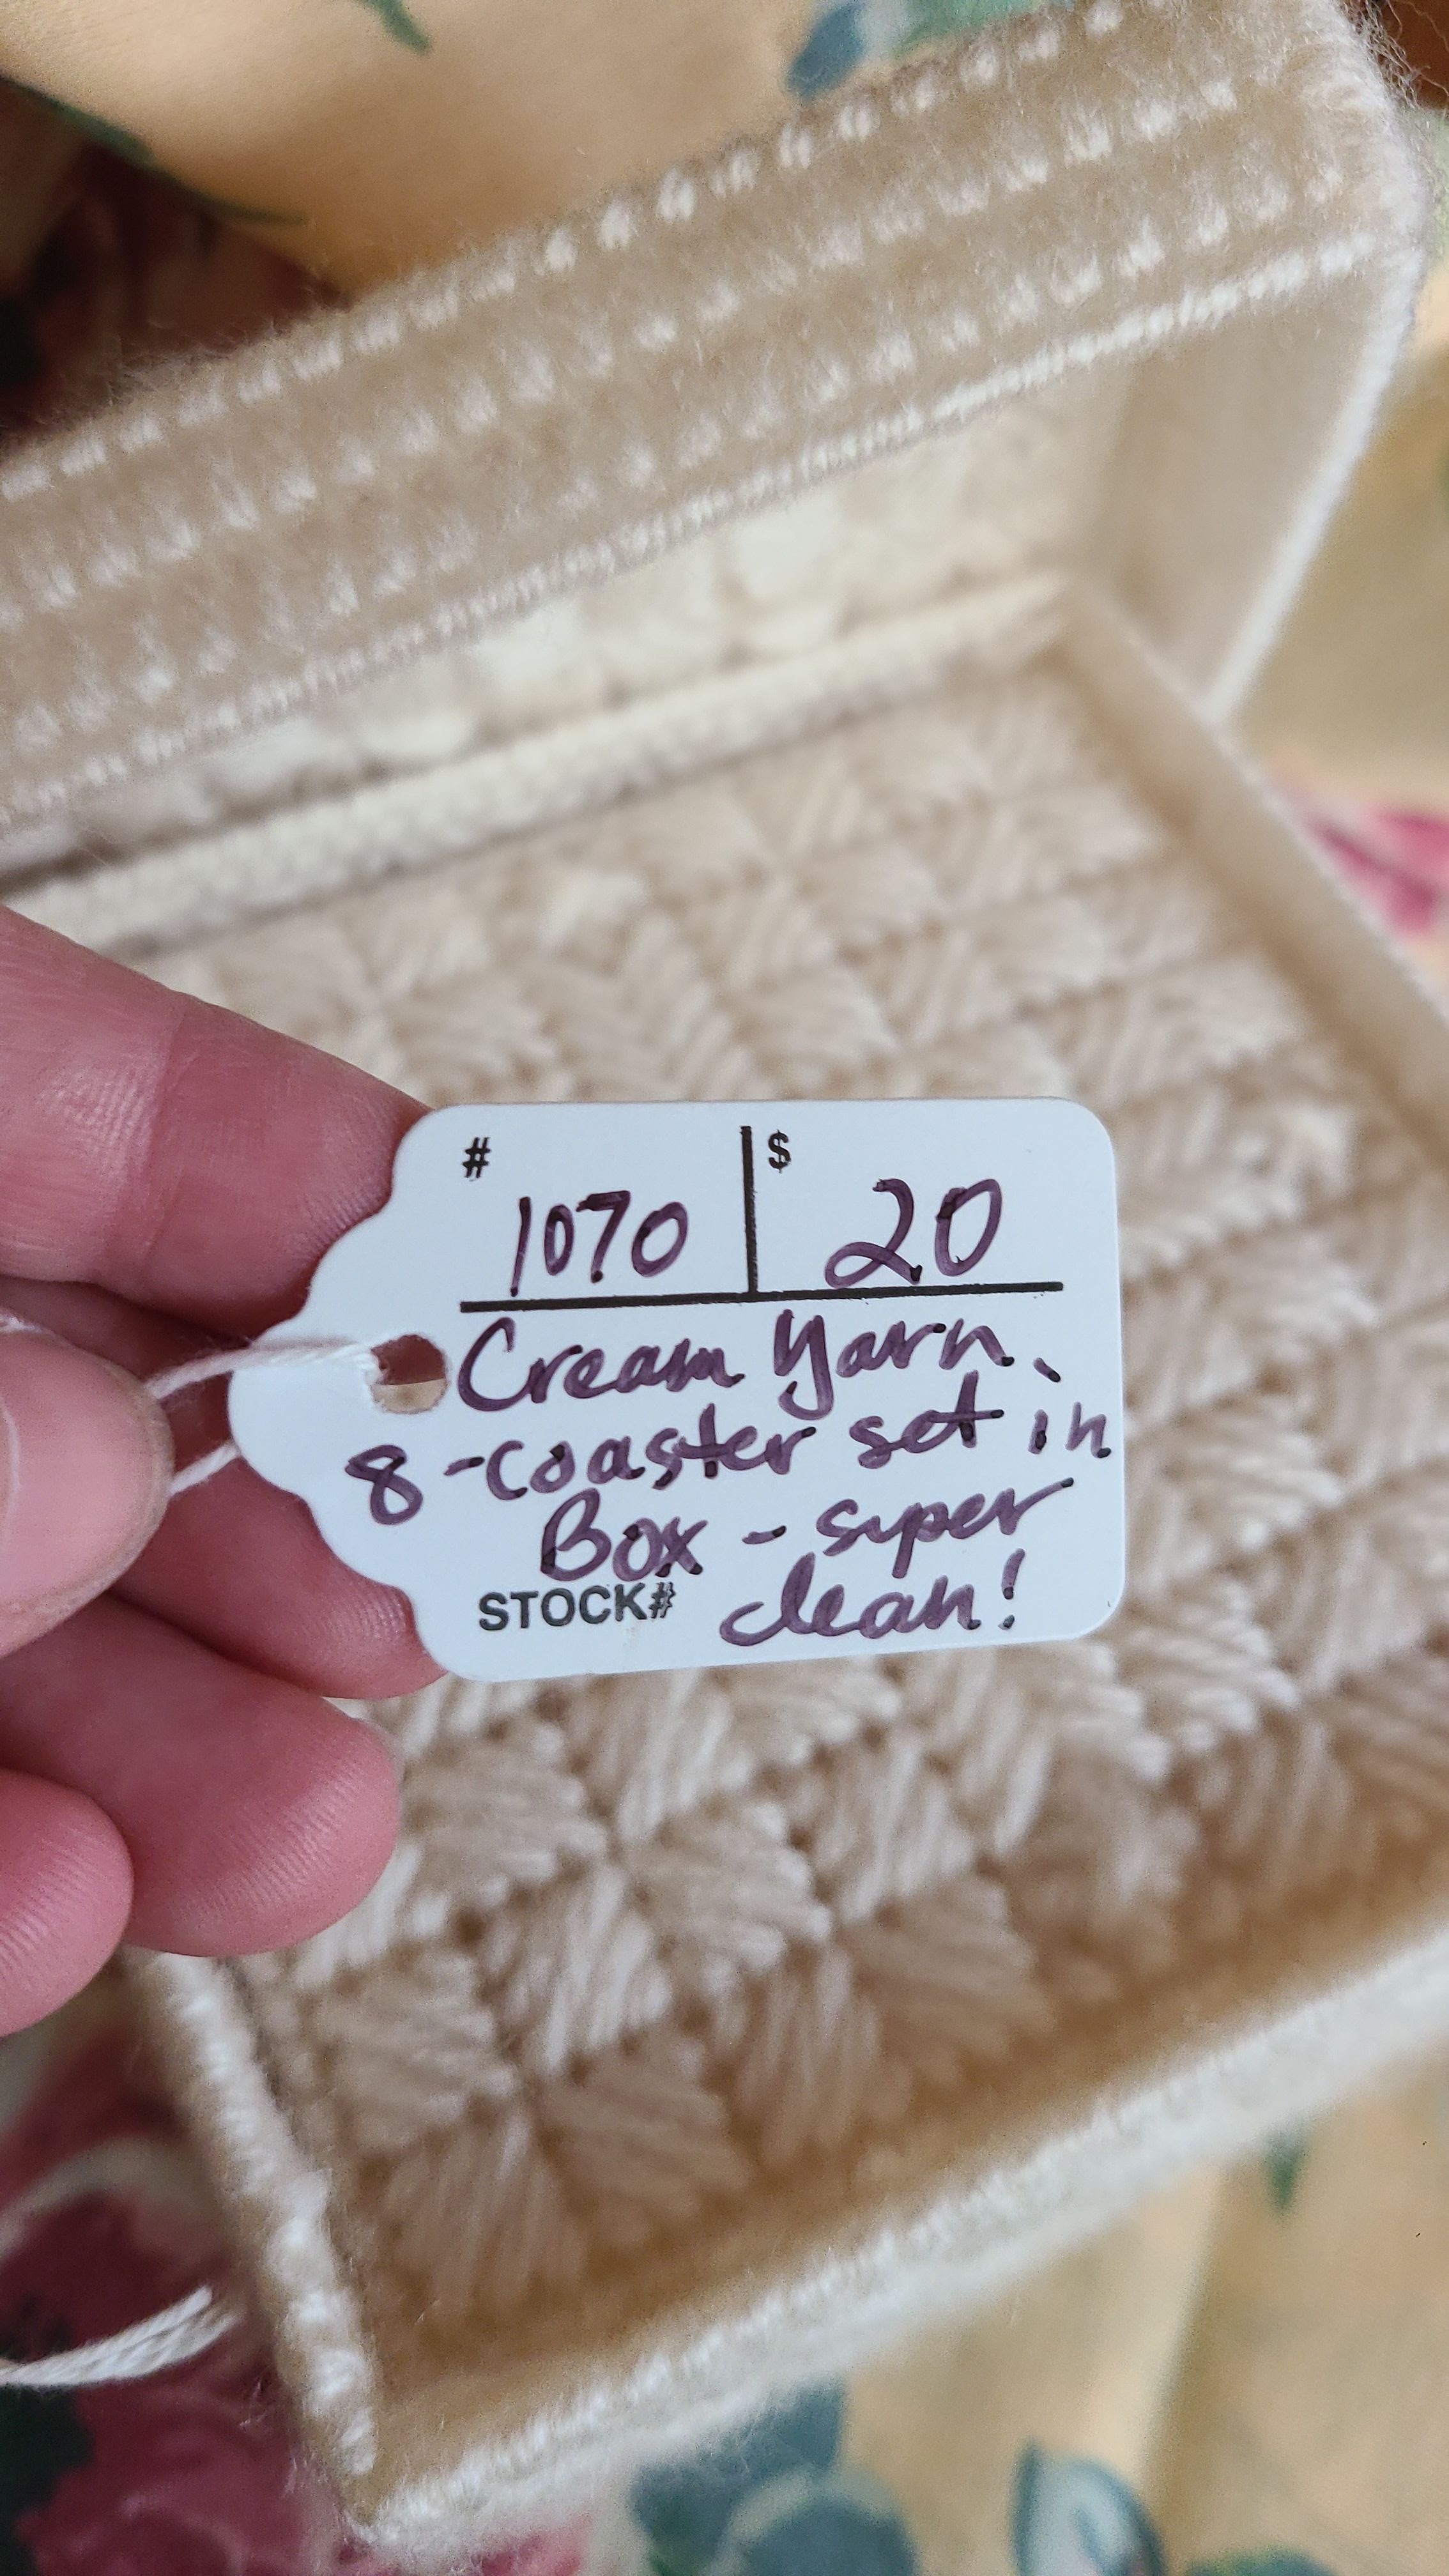 # $
1070 20
Cream Yarn,
8-coaster set in
Box - super
STOCK# clean!